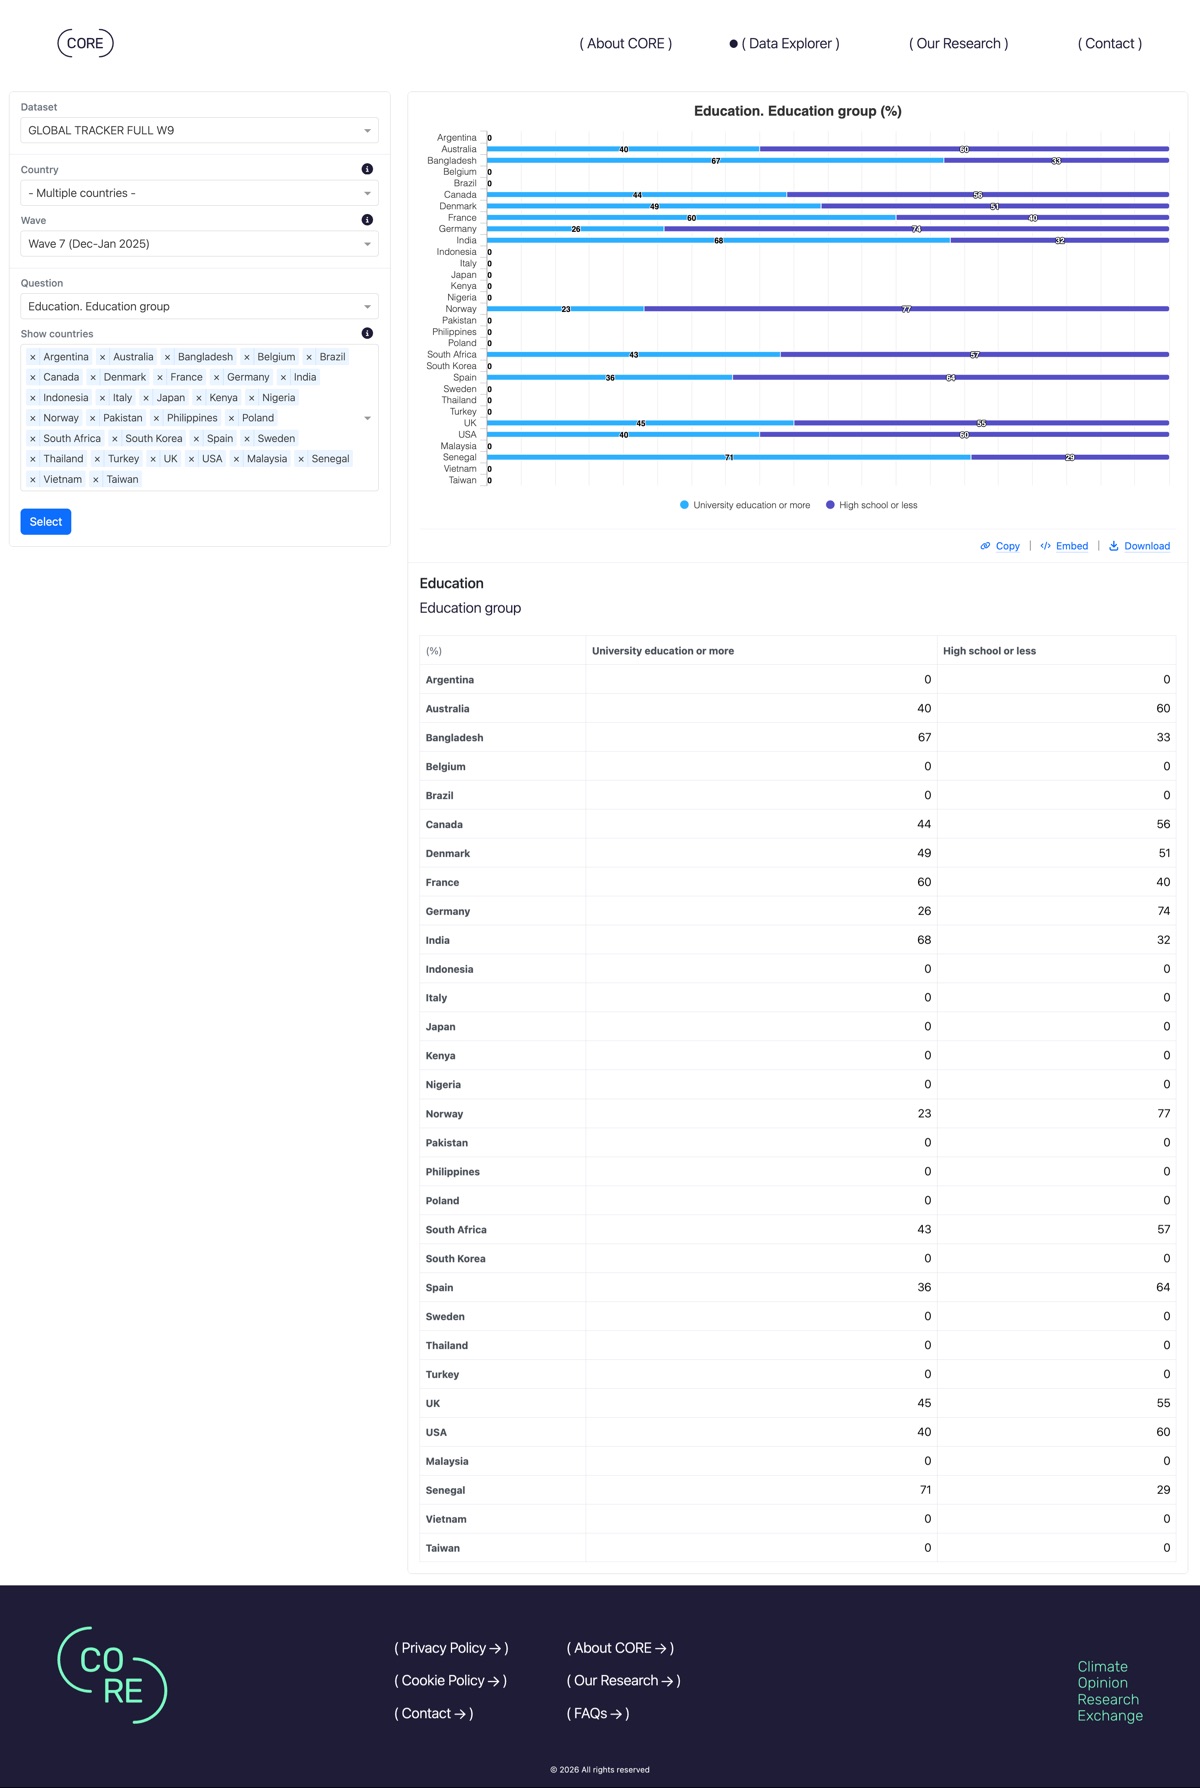 CORE
( About CORE )
( Data Explorer )
( Our Research )
( Contact )
Dataset
GLOBAL TRACKER FULL W9
Country
- Multiple countries -
Wave
Wave 7 (Dec-Jan 2025)
Question
Education. Education group
Show countries
× Argentina × Australia × Bangladesh × Belgium × Brazil
× Canada × Denmark × France × Germany × India
× Indonesia × Italy × Japan × Kenya × Nigeria
× Norway × Pakistan × Philippines × Poland
× South Africa × South Korea × Spain × Sweden
× Thailand × Turkey × UK × USA × Malaysia × Senegal
× Vietnam × Taiwan
Select
Education. Education group (%)
Argentina 0
Australia 40 60
Bangladesh 67 33
Belgium 0
Brazil 0
Canada 44 56
Denmark 49 51
France 60 40
Germany 26 74
India 68 32
Indonesia 0
Italy 0
Japan 0
Kenya 0
Nigeria 0
Norway 23 77
Pakistan 0
Philippines 0
Poland 0
South Africa 43 57
South Korea 0
Spain 36 64
Sweden 0
Thailand 0
Turkey 0
UK 45 55
USA 40 60
Malaysia 0
Senegal 71 29
Vietnam 0
Taiwan 0
University education or more High school or less
Copy | Embed | Download
Education
Education group
(%) University education or more High school or less
Argentina 0 0
Australia 40 60
Bangladesh 67 33
Belgium 0 0
Brazil 0 0
Canada 44 56
Denmark 49 51
France 60 40
Germany 26 74
India 68 32
Indonesia 0 0
Italy 0 0
Japan 0 0
Kenya 0 0
Nigeria 0 0
Norway 23 77
Pakistan 0 0
Philippines 0 0
Poland 0 0
South Africa 43 57
South Korea 0 0
Spain 36 64
Sweden 0 0
Thailand 0 0
Turkey 0 0
UK 45 55
USA 40 60
Malaysia 0 0
Senegal 71 29
Vietnam 0 0
Taiwan 0 0
CO
RE
( Privacy Policy → )
( Cookie Policy → )
( Contact → )
( About CORE → )
( Our Research → )
( FAQs → )
Climate
Opinion
Research
Exchange
© 2026 All rights reserved